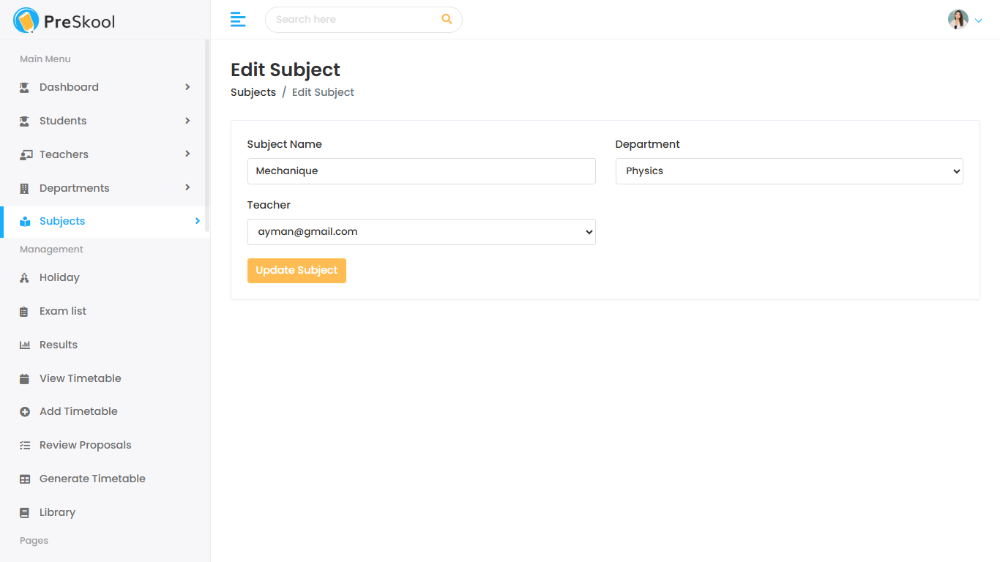 PreSkool
Search here
Main Menu
Dashboard
Students
Teachers
Departments
Subjects
Management
Holiday
Exam list
Results
View Timetable
Add Timetable
Review Proposals
Generate Timetable
Library
Pages
Edit Subject
Subjects / Edit Subject
Subject Name
Mechanique
Department
Physics
Teacher
ayman@gmail.com
Update Subject